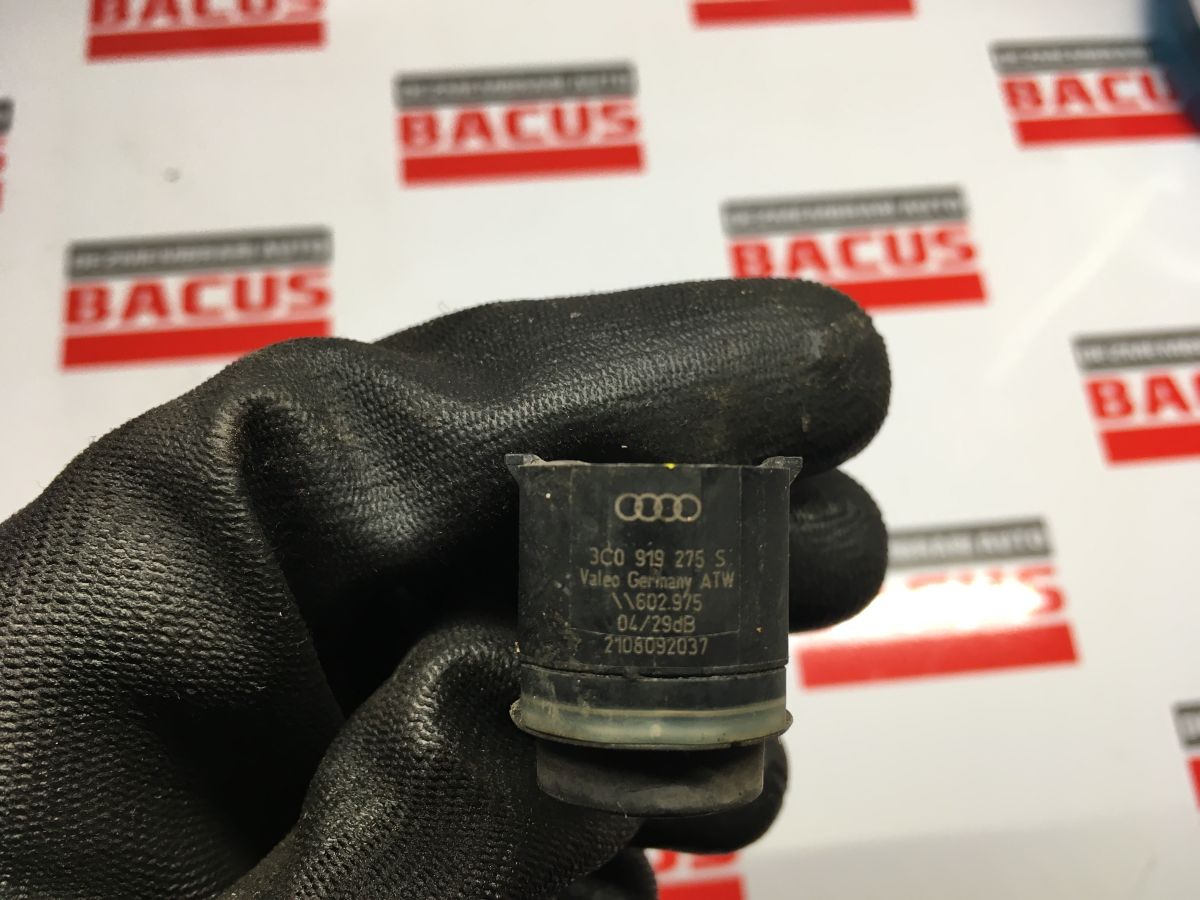 BACUS
BACUS
BACUS
BACUS
BACUS
3C0 919 275 S
Valeo Germany ATW
\\602.975
04/29dB
2108092037